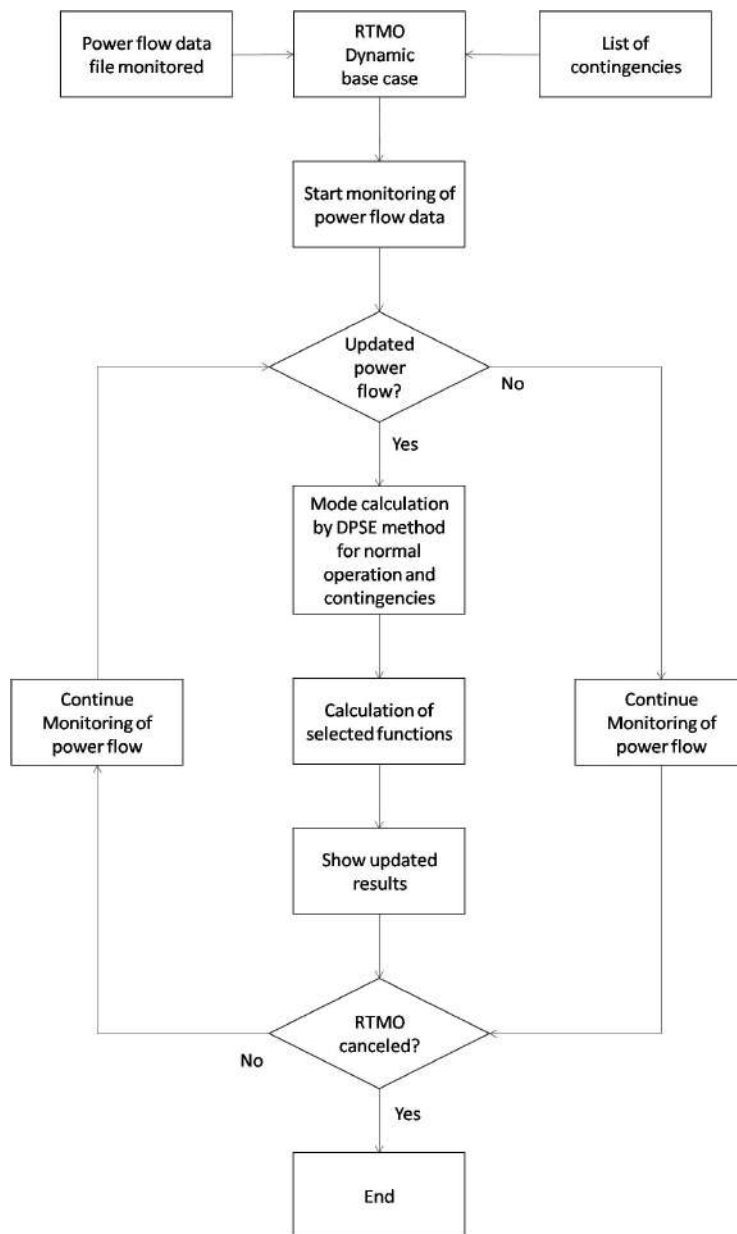 Power flow data
file monitored
RTMO
Dynamic
base case
List of
contingencies
Start monitoring of
power flow data
Updated
power
flow?
No
Yes
Mode calculation
by DPSE method
for normal
operation and
contingencies
Continue
Monitoring of
power flow
Calculation of
selected functions
Continue
Monitoring of
power flow
Show updated
results
RTMO
canceled?
No
Yes
End